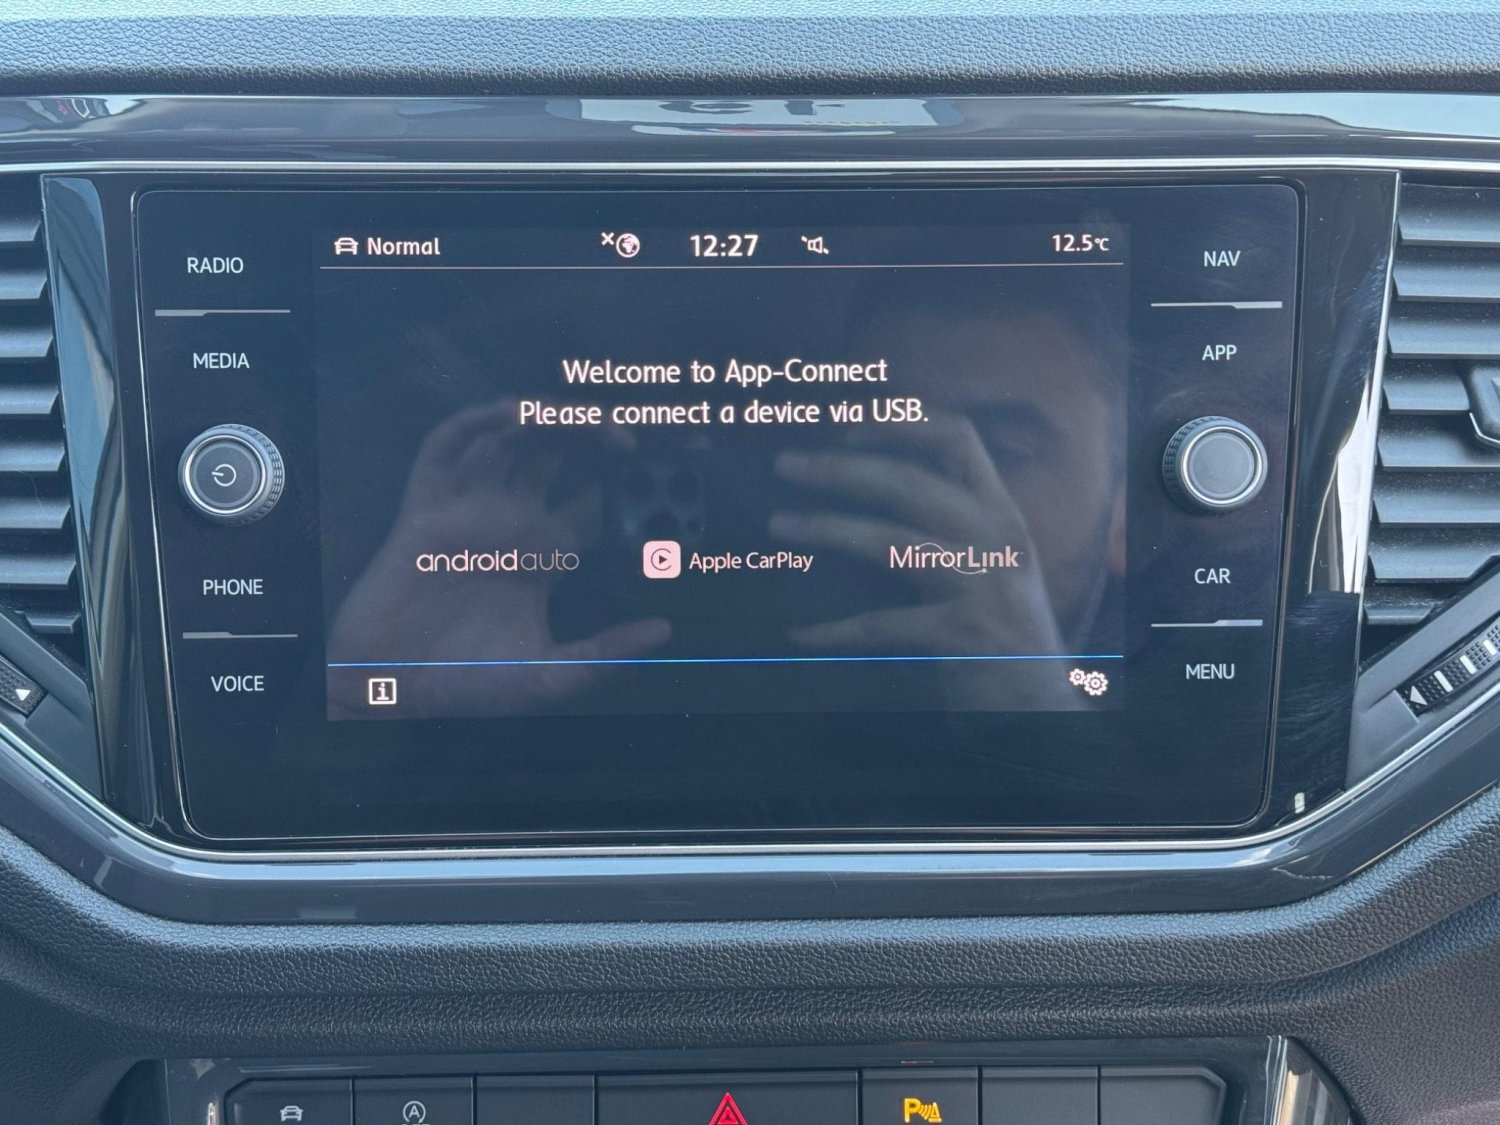 Normal
12:27
12.5°C
RADIO
MEDIA
PHONE
VOICE
Welcome to App-Connect
Please connect a device via USB.
androidauto
Apple CarPlay
MirrorLink
NAV
APP
CAR
MENU
A
P